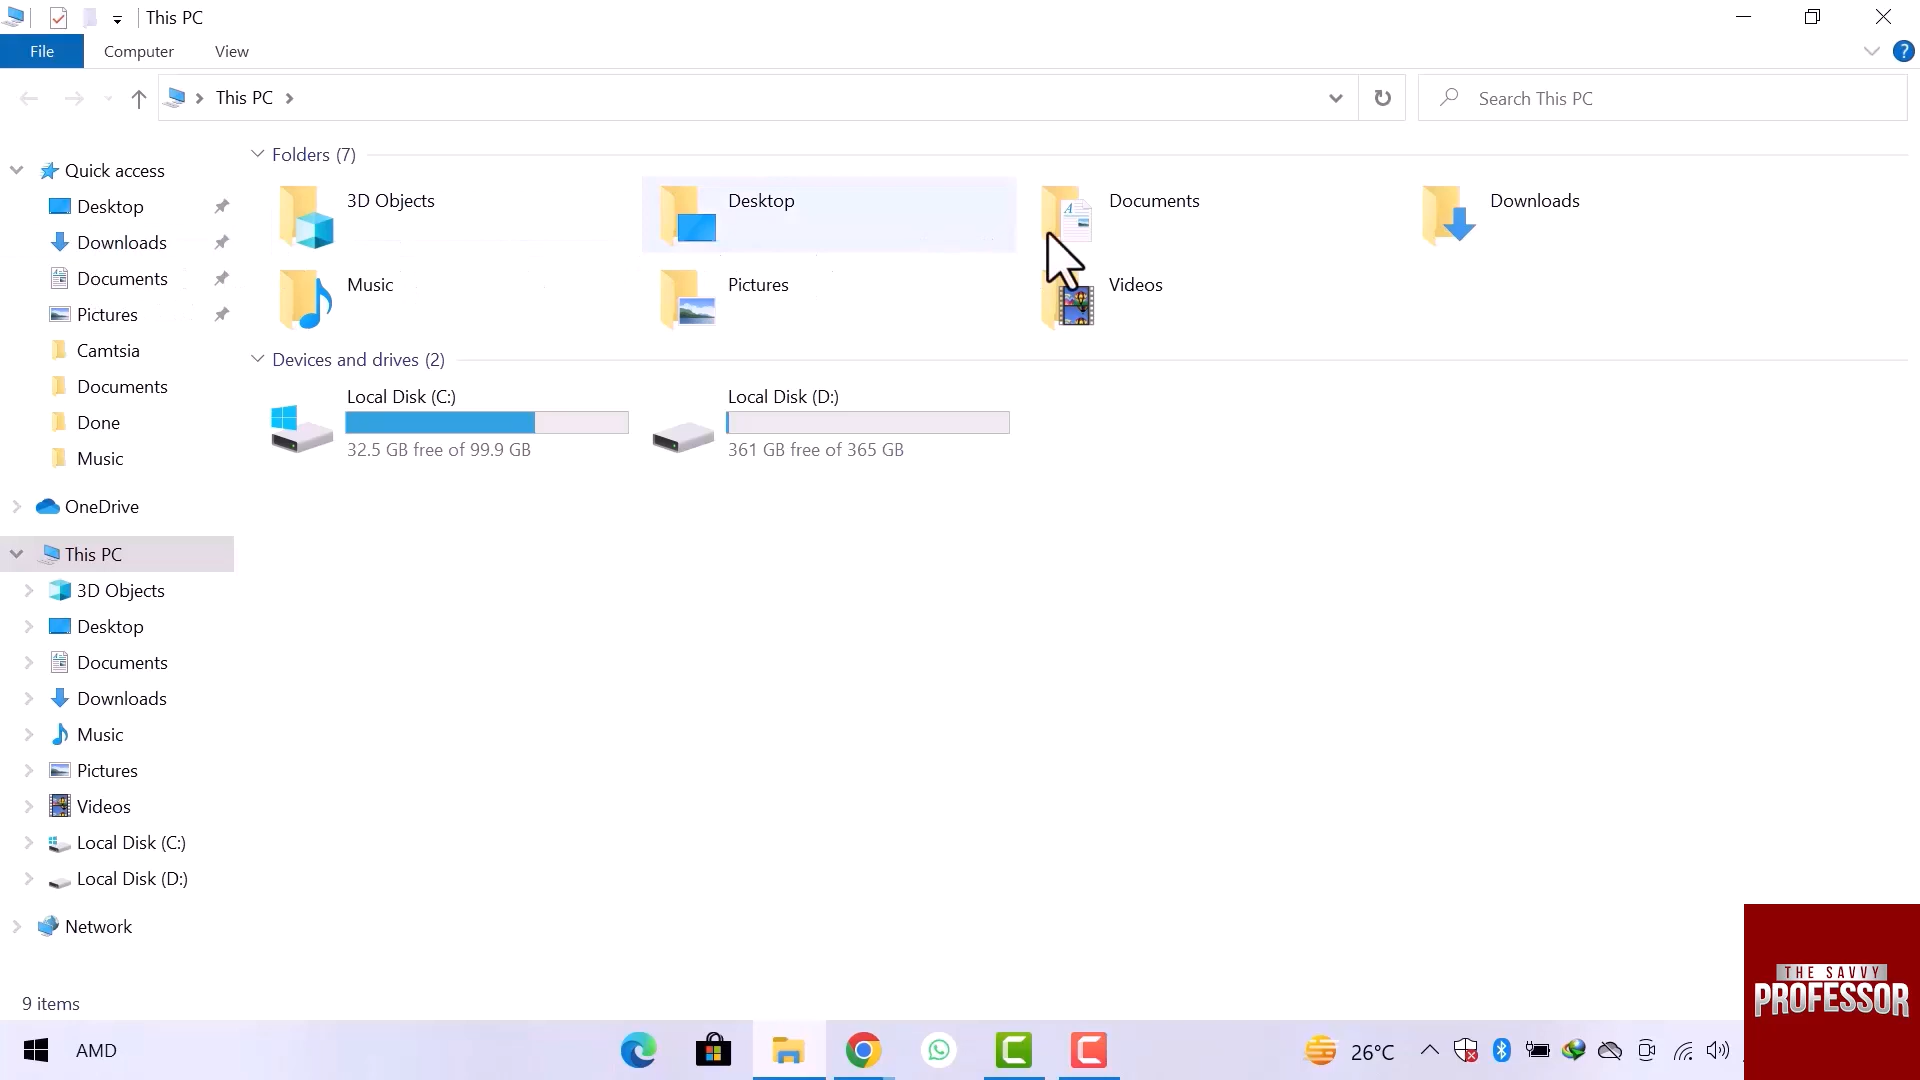 This PC
File
Computer
View
?
This PC
Search This PC
Quick access
Desktop
Downloads
Documents
Pictures
Camtsia
Documents
Done
Music
OneDrive
This PC
3D Objects
Desktop
Documents
Downloads
Music
Pictures
Videos
Local Disk (C:)
Local Disk (D:)
Network
Folders (7)
3D Objects
Desktop
Documents
Downloads
Music
Pictures
Videos
Devices and drives (2)
Local Disk (C:)
32.5 GB free of 99.9 GB
Local Disk (D:)
361 GB free of 365 GB
9 items
THE SAVVY
PROFESSOR
AMD
26°C